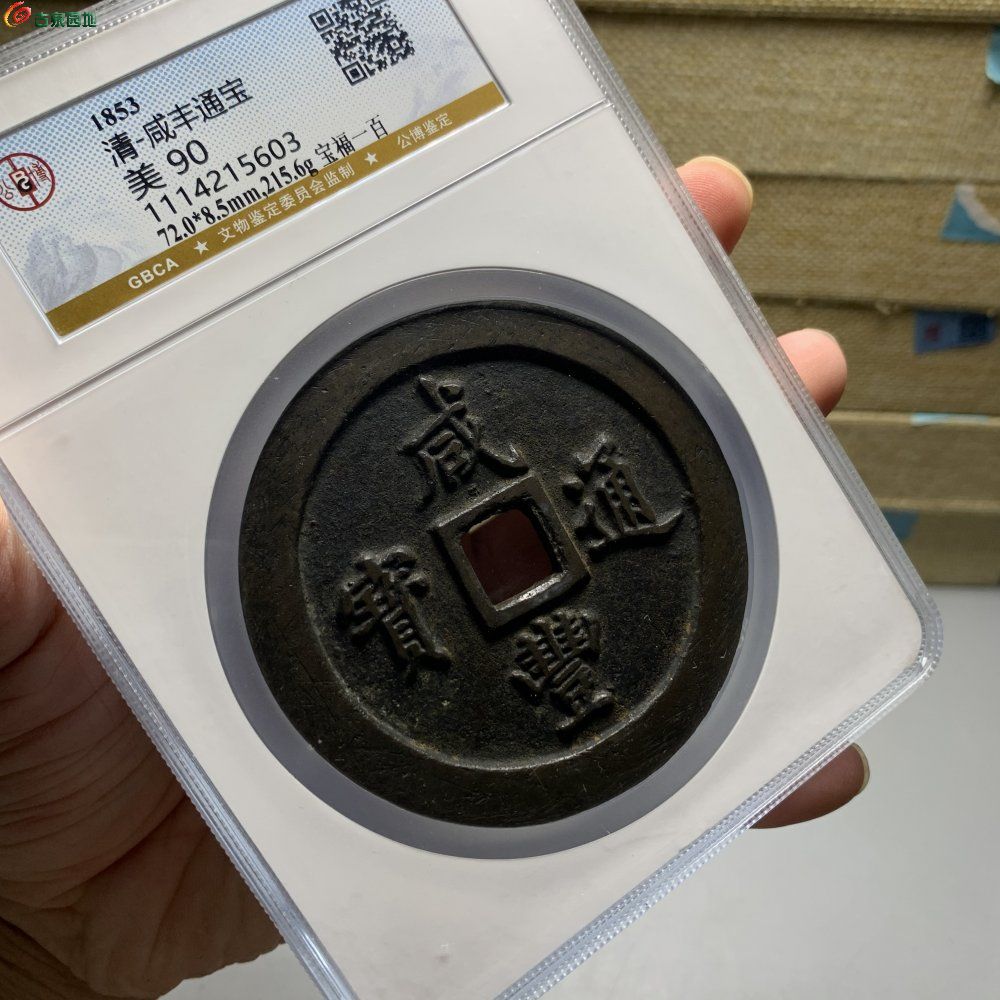 古泉园地
1853
清-咸丰通宝
美 90
1114215603
72.0*8.5mm,215.6g 宝福一百
GBCA ★ 文物鉴定委员会监制 ★ 公博鉴定
咸
通
寶
豐